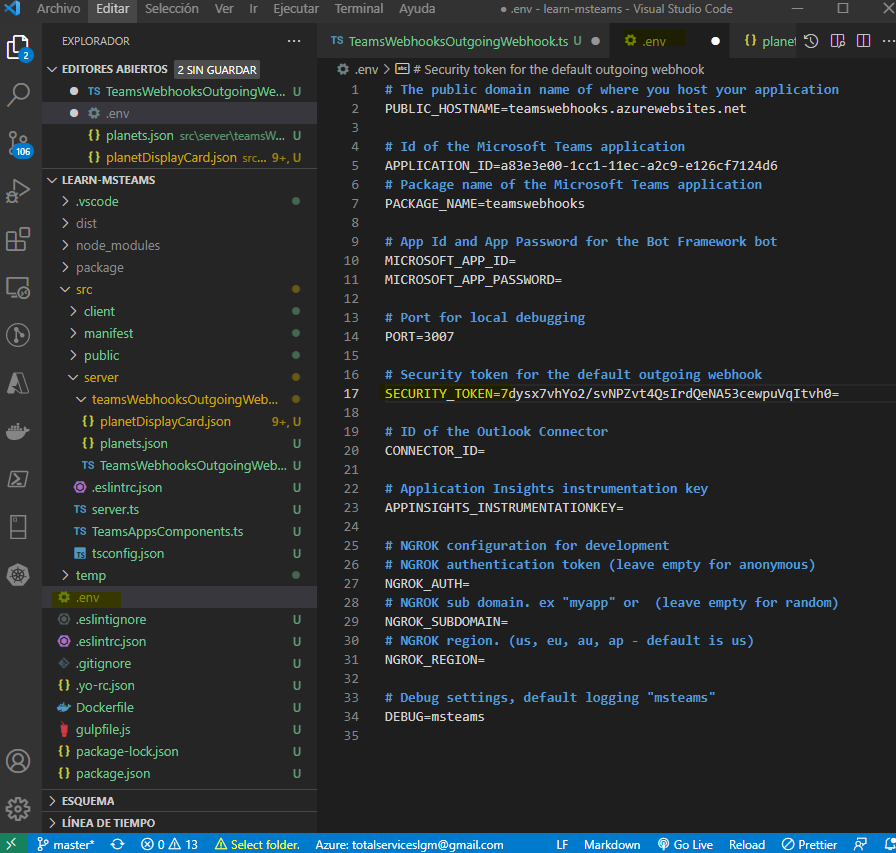 Archivo Editar Selección Ver Ir Ejecutar Terminal Ayuda ● .env - learn-msteams - Visual Studio Code
EXPLORADOR
EDITORES ABIERTOS 2 SIN GUARDAR
TS TeamsWebhooksOutgoingWe... U
.env
{} planets.json src\server\teamsW... U
{} planetDisplayCard.json src... 9+, U
LEARN-MSTEAMS
.vscode
dist
node_modules
package
src
client
manifest
public
server
teamsWebhooksOutgoingWeb...
{} planetDisplayCard.json 9+, U
{} planets.json U
TS TeamsWebhooksOutgoingWeb... U
.eslintrc.json U
TS server.ts U
TS TeamsAppsComponents.ts U
TS tsconfig.json U
temp
.env
.eslintignore U
.eslintrc.json U
.gitignore U
{} .yo-rc.json U
Dockerfile U
gulpfile.js U
{} package-lock.json U
{} package.json U
ESQUEMA
LÍNEA DE TIEMPO
2
106
TS TeamsWebhooksOutgoingWebhook.ts U ● .env ● {} planet
.env > abc # Security token for the default outgoing webhook
1 # The public domain name of where you host your application
2 PUBLIC_HOSTNAME=teamswebhooks.azurewebsites.net
3
4 # Id of the Microsoft Teams application
5 APPLICATION_ID=a83e3e00-1cc1-11ec-a2c9-e126cf7124d6
6 # Package name of the Microsoft Teams application
7 PACKAGE_NAME=teamswebhooks
8
9 # App Id and App Password for the Bot Framework bot
10 MICROSOFT_APP_ID=
11 MICROSOFT_APP_PASSWORD=
12
13 # Port for local debugging
14 PORT=3007
15
16 # Security token for the default outgoing webhook
17 SECURITY_TOKEN=7dysx7vhYo2/svNPZvt4QsIrdQeNA53cewpuVqItvh0=
18
19 # ID of the Outlook Connector
20 CONNECTOR_ID=
21
22 # Application Insights instrumentation key
23 APPINSIGHTS_INSTRUMENTATIONKEY=
24
25 # NGROK configuration for development
26 # NGROK authentication token (leave empty for anonymous)
27 NGROK_AUTH=
28 # NGROK sub domain. ex "myapp" or  (leave empty for random)
29 NGROK_SUBDOMAIN=
30 # NGROK region. (us, eu, au, ap - default is us)
31 NGROK_REGION=
32
33 # Debug settings, default logging "msteams"
34 DEBUG=msteams
35
master* 0 13 Select folder. Azure: totalserviceslgm@gmail.com LF Markdown Go Live Reload Prettier